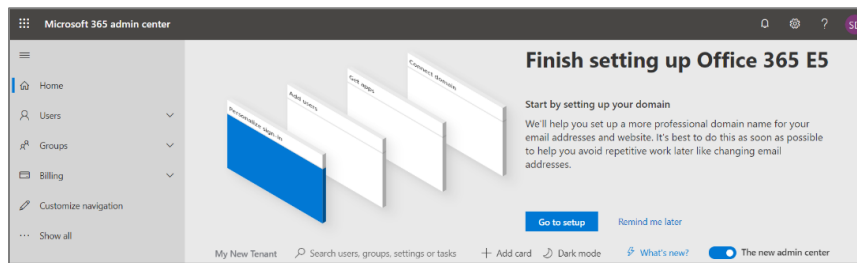 Microsoft 365 admin center
?
SD
Home
Users
Groups
Billing
Customize navigation
Show all
Personalize sign-in
Add users
Get apps
Connect domain
Finish setting up Office 365 E5
Start by setting up your domain
We'll help you set up a more professional domain name for your
email addresses and website. It's best to do this as soon as possible
to help you avoid repetitive work later like changing email
addresses.
Go to setup Remind me later
My New Tenant Search users, groups, settings or tasks Add card Dark mode What's new? The new admin center